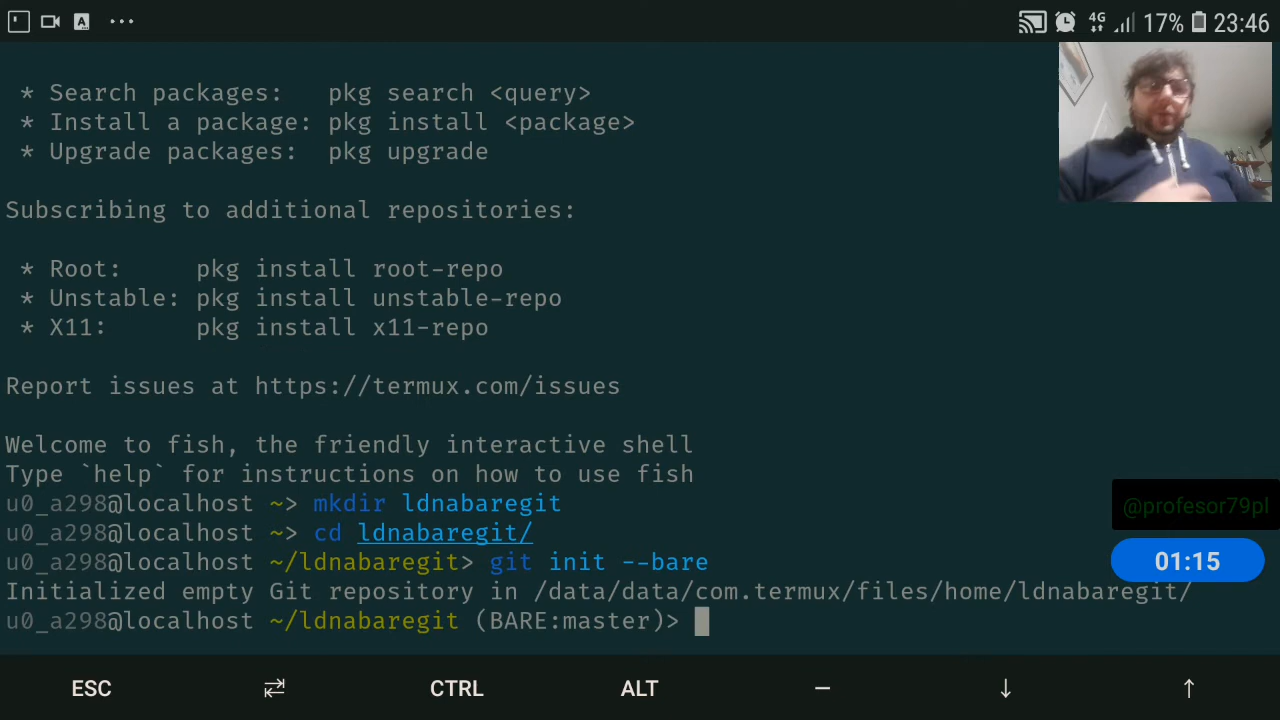 4G 17% 23:46
* Search packages: pkg search <query>
* Install a package: pkg install <package>
* Upgrade packages: pkg upgrade
Subscribing to additional repositories:
* Root: pkg install root-repo
* Unstable: pkg install unstable-repo
* X11: pkg install x11-repo
Report issues at https://termux.com/issues
Welcome to fish, the friendly interactive shell
Type `help` for instructions on how to use fish
u0_a298@localhost ~> mkdir ldnabaregit
u0_a298@localhost ~> cd ldnabaregit/
u0_a298@localhost ~/ldnabaregit> git init --bare
Initialized empty Git repository in /data/data/com.termux/files/home/ldnabaregit/
u0_a298@localhost ~/ldnabaregit (BARE:master)>
@profesor79pl
01:15
ESC ⇄ CTRL ALT — ↓ ↑